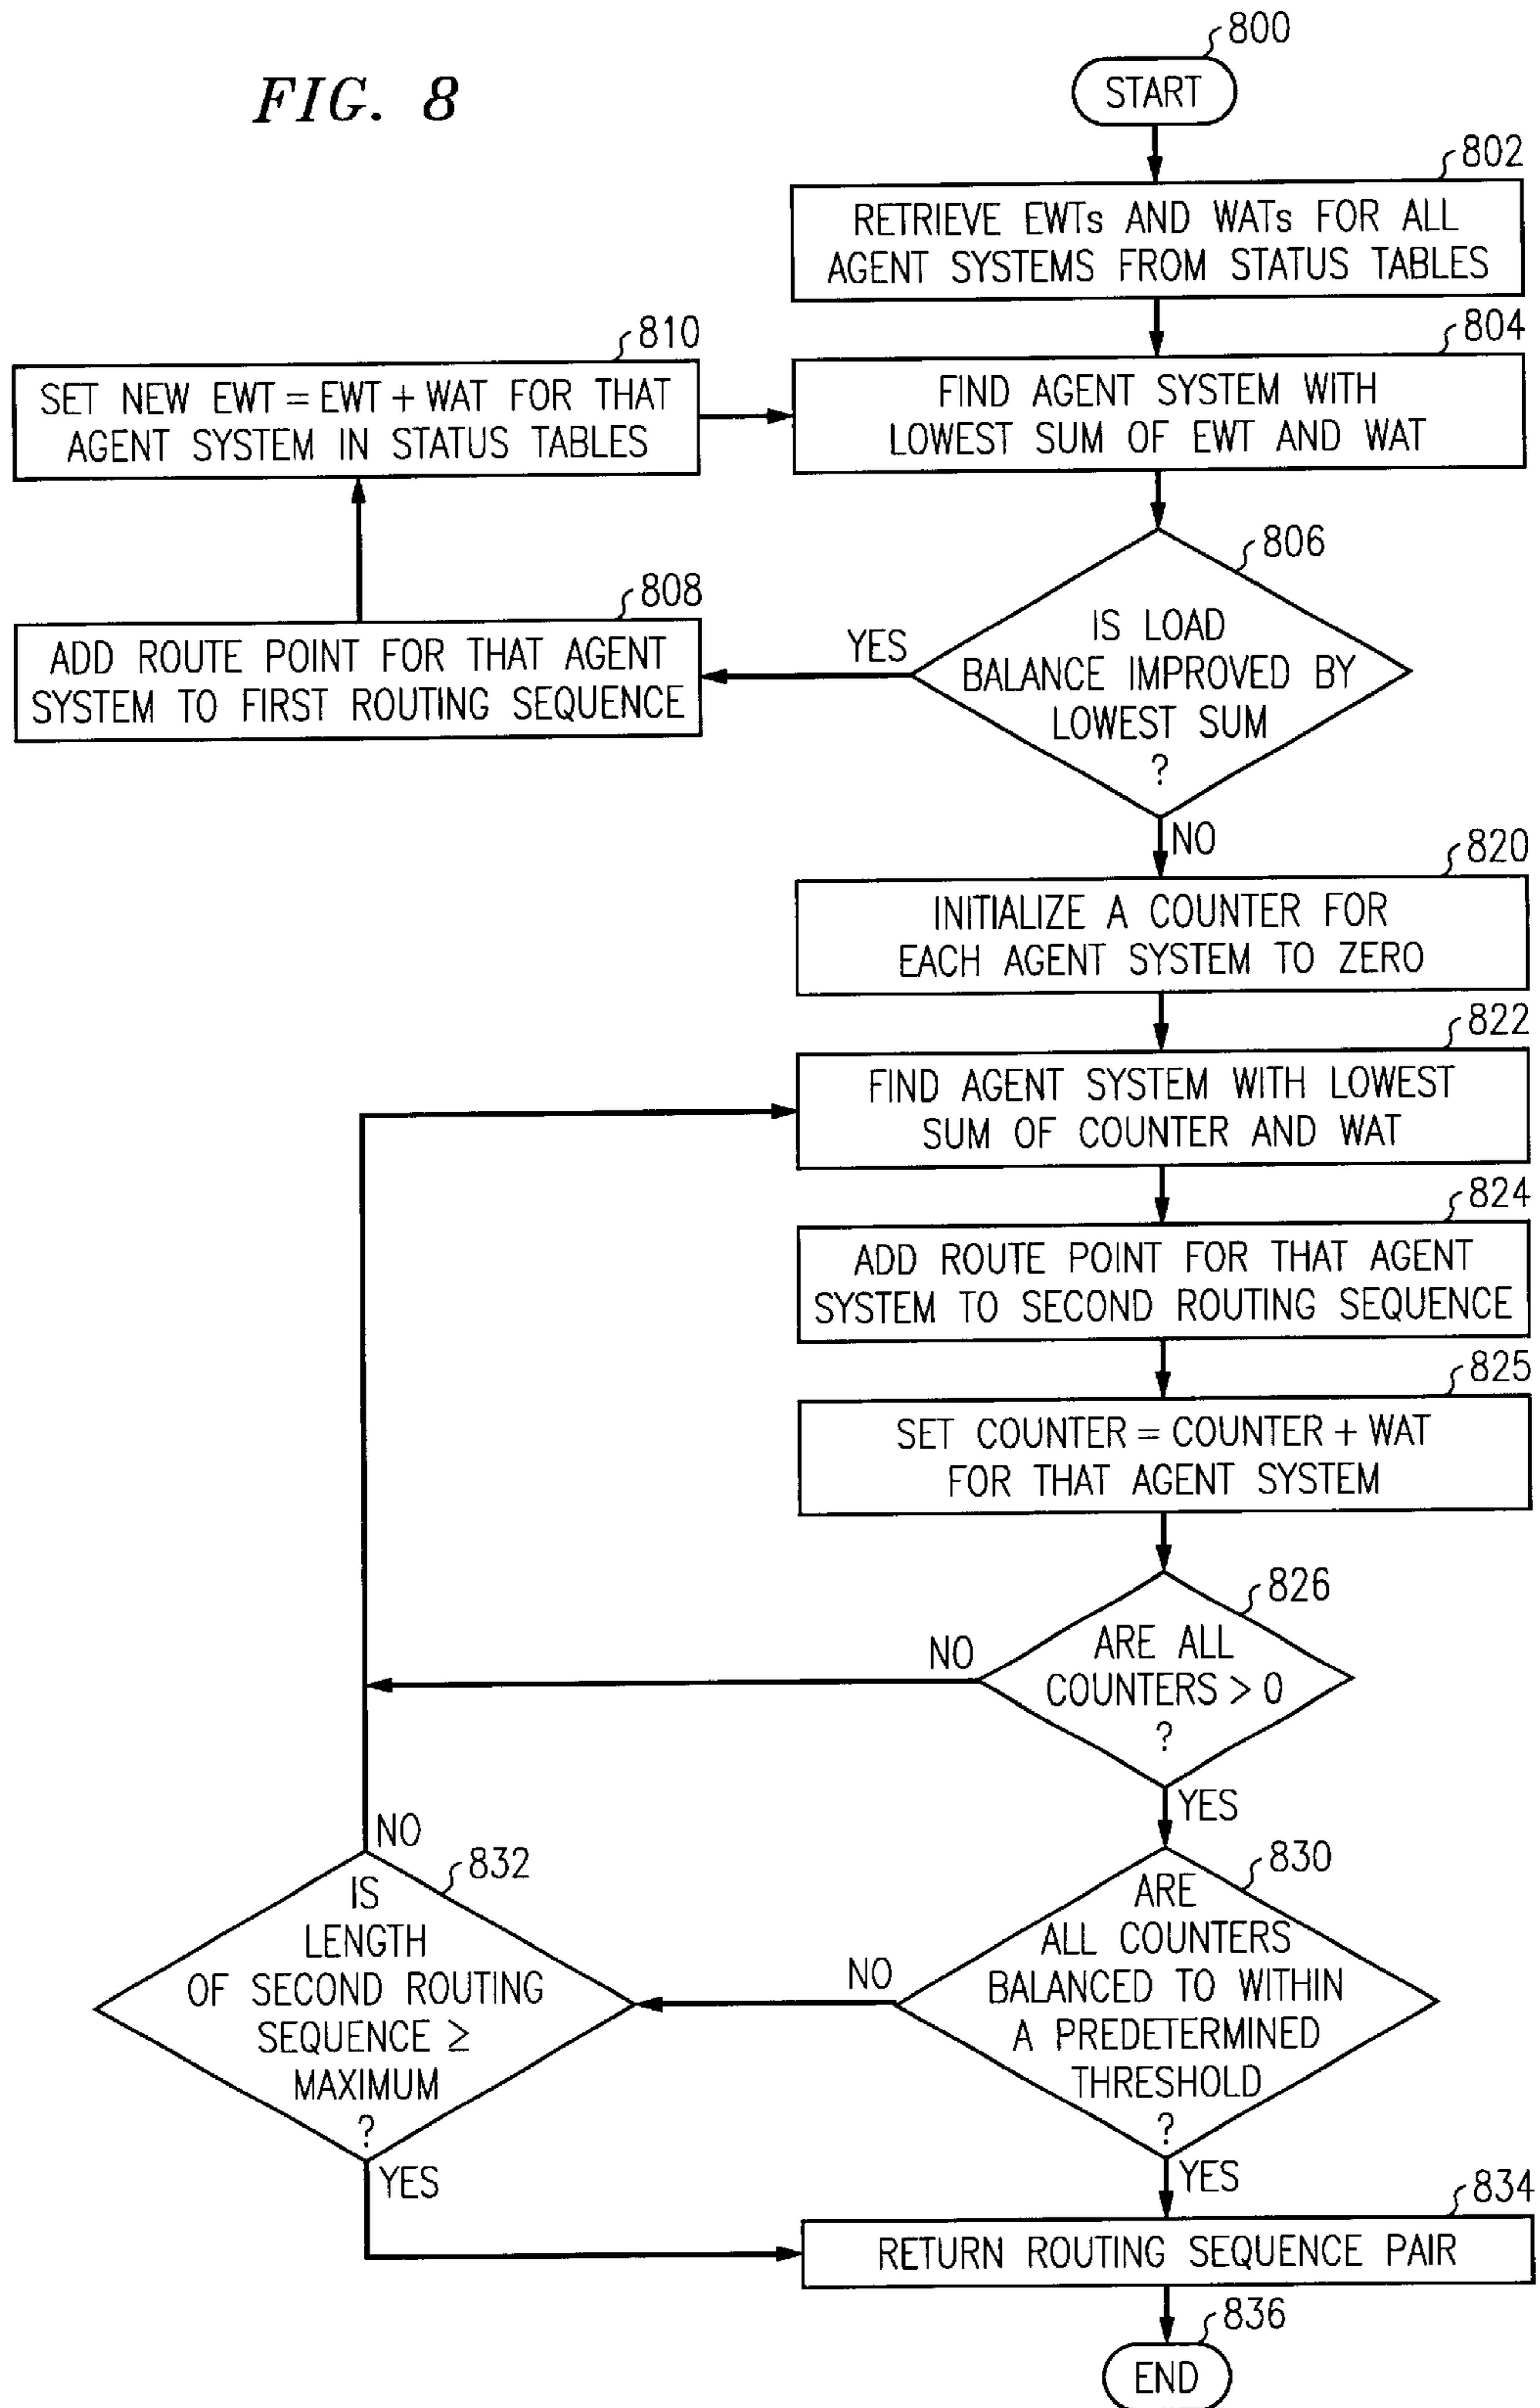 FIG. 8
800
START
802
RETRIEVE EWTs AND WATs FOR ALL
AGENT SYSTEMS FROM STATUS TABLES
810
SET NEW EWT = EWT + WAT FOR THAT
AGENT SYSTEM IN STATUS TABLES
804
FIND AGENT SYSTEM WITH
LOWEST SUM OF EWT AND WAT
806
IS LOAD
BALANCE IMPROVED BY
LOWEST SUM
?
YES
808
ADD ROUTE POINT FOR THAT AGENT
SYSTEM TO FIRST ROUTING SEQUENCE
NO
820
INITIALIZE A COUNTER FOR
EACH AGENT SYSTEM TO ZERO
822
FIND AGENT SYSTEM WITH LOWEST
SUM OF COUNTER AND WAT
824
ADD ROUTE POINT FOR THAT AGENT
SYSTEM TO SECOND ROUTING SEQUENCE
825
SET COUNTER = COUNTER + WAT
FOR THAT AGENT SYSTEM
826
ARE ALL
COUNTERS > 0
?
NO
YES
830
ARE
ALL COUNTERS
BALANCED TO WITHIN
A PREDETERMINED
THRESHOLD
?
NO
NO
832
IS
LENGTH
OF SECOND ROUTING
SEQUENCE ≥
MAXIMUM
?
YES
YES
834
RETURN ROUTING SEQUENCE PAIR
836
END